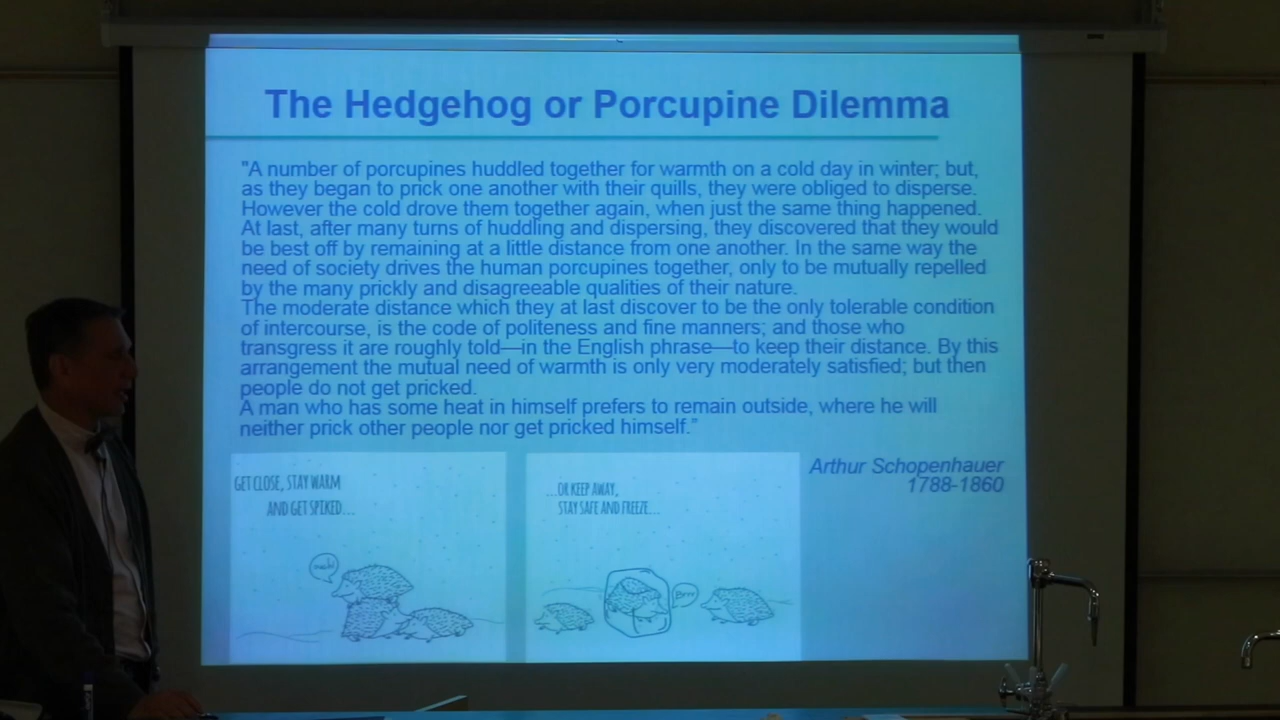 The Hedgehog or Porcupine Dilemma
"A number of porcupines huddled together for warmth on a cold day in winter; but,
as they began to prick one another with their quills, they were obliged to disperse.
However the cold drove them together again, when just the same thing happened.
At last, after many turns of huddling and dispersing, they discovered that they would
be best off by remaining at a little distance from one another. In the same way the
need of society drives the human porcupines together, only to be mutually repelled
by the many prickly and disagreeable qualities of their nature.
The moderate distance which they at last discover to be the only tolerable condition
of intercourse, is the code of politeness and fine manners; and those who
transgress it are roughly told—in the English phrase—to keep their distance. By this
arrangement the mutual need of warmth is only very moderately satisfied; but then
people do not get pricked.
A man who has some heat in himself prefers to remain outside, where he will
neither prick other people nor get pricked himself.”
Arthur Schopenhauer
1788-1860
GET CLOSE, STAY WARM
AND GET SPIKED...
ouch!
...OR KEEP AWAY,
STAY SAFE AND FREEZE...
Brrr